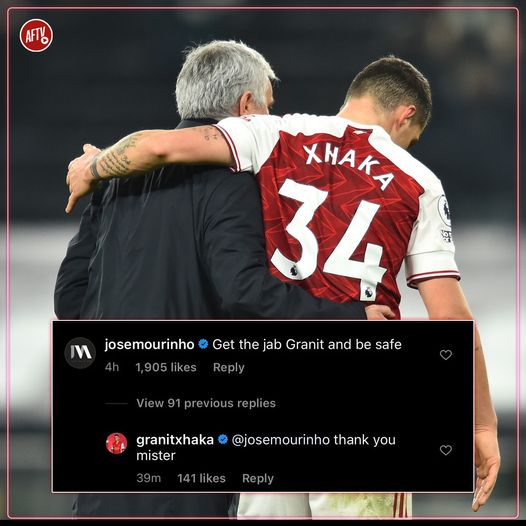 AFTV
XHAKA
34
josemourinho Get the jab Granit and be safe
4h 1,905 likes Reply
View 91 previous replies
granitxhaka @josemourinho thank you
mister
39m 141 likes Reply